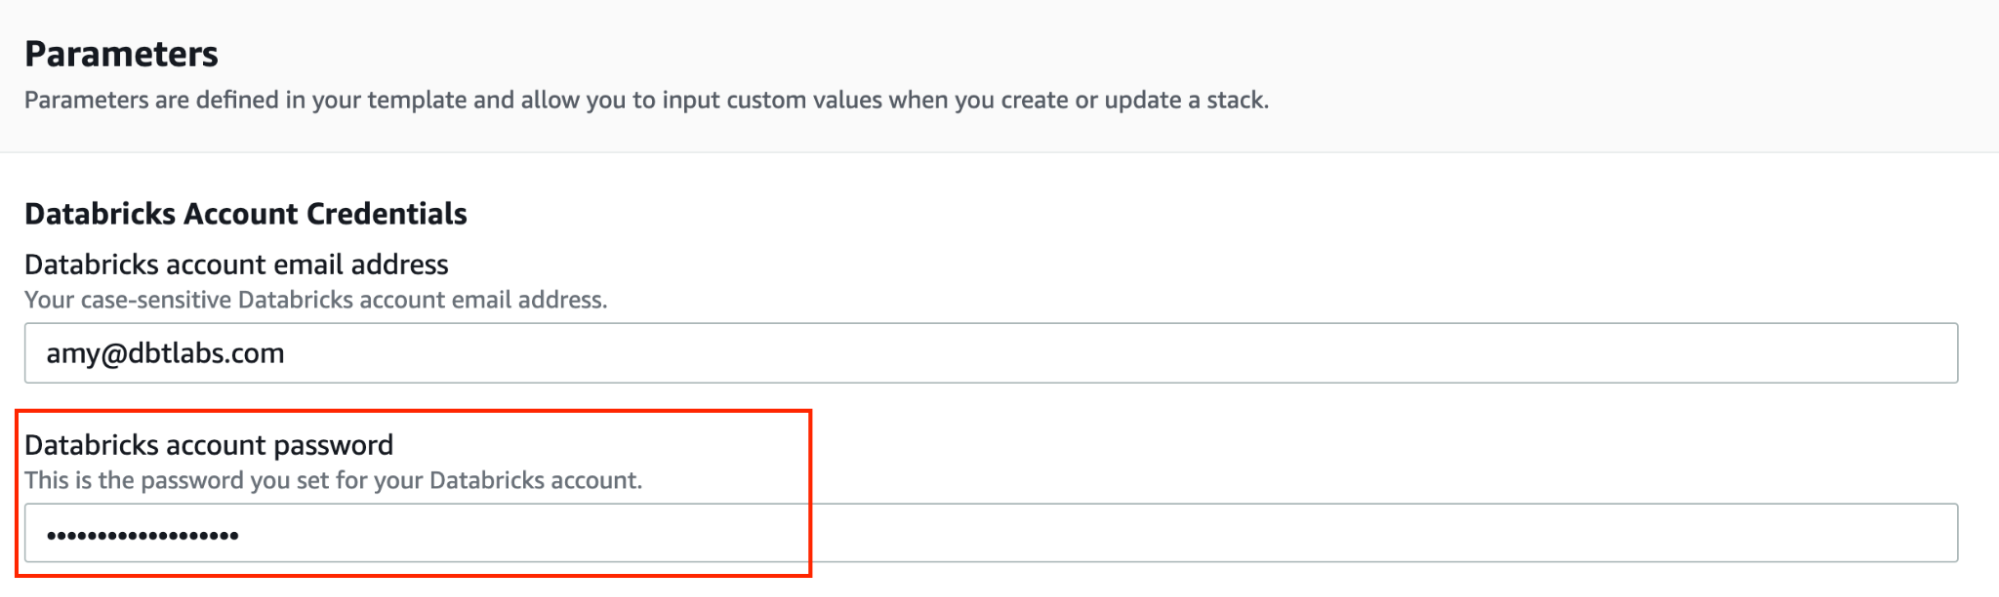 Parameters
Parameters are defined in your template and allow you to input custom values when you create or update a stack.
Databricks Account Credentials
Databricks account email address
Your case-sensitive Databricks account email address.
amy@dbtlabs.com
Databricks account password
This is the password you set for your Databricks account.
•••••••••••••••••••